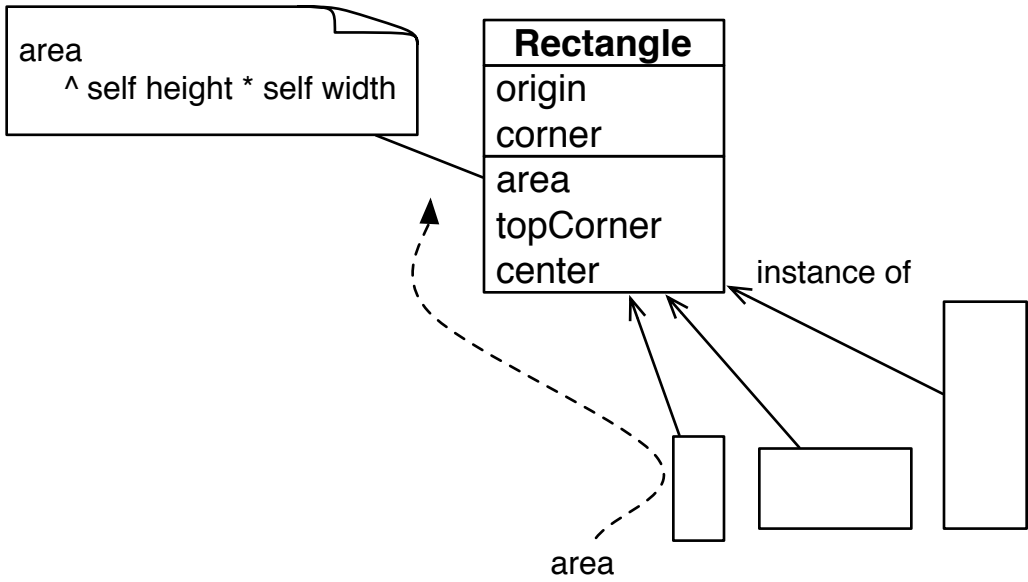 area
^ self height * self width
Rectangle
origin
corner
area
topCorner
center
instance of
area